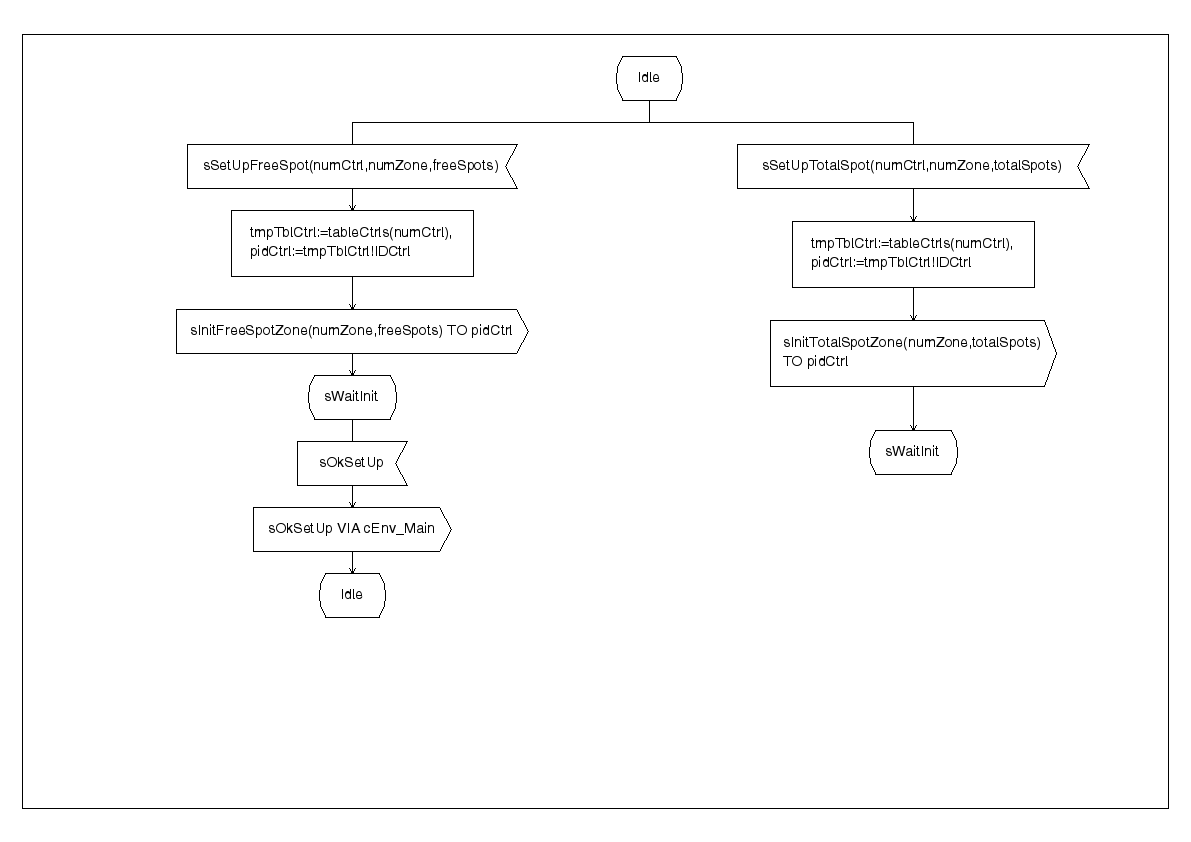 Idle
sSetUpFreeSpot(numCtrl,numZone,freeSpots)
tmpTblCtrl:=tableCtrls(numCtrl),
pidCtrl:=tmpTblCtrl!IDCtrl
sInitFreeSpotZone(numZone,freeSpots) TO pidCtrl
sWaitInit
sOkSetUp
sOkSetUp VIA cEnv_Main
Idle
sSetUpTotalSpot(numCtrl,numZone,totalSpots)
tmpTblCtrl:=tableCtrls(numCtrl),
pidCtrl:=tmpTblCtrl!IDCtrl
sInitTotalSpotZone(numZone,totalSpots)
TO pidCtrl
sWaitInit